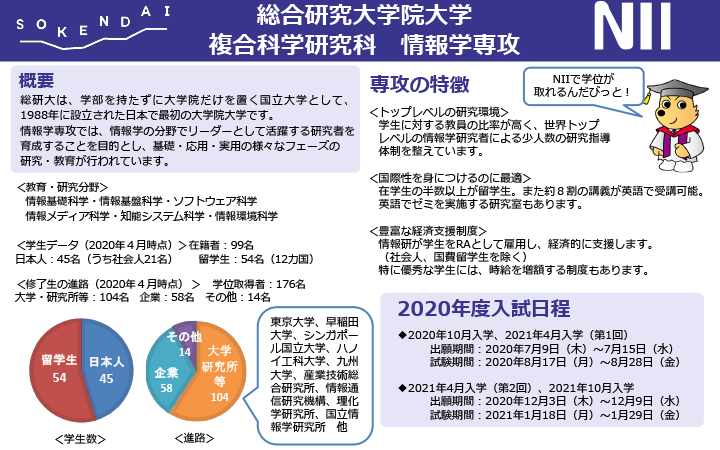 SOKENDAI
総合研究大学院大学
複合科学研究科　情報学専攻
NII
概要
総研大は、学部を持たずに大学院だけを置く国立大学として、
1988年に設立された日本で最初の大学院大学です。
情報学専攻では、情報学の分野でリーダーとして活躍する研究者を
育成することを目的とし、基礎・応用・実用の様々なフェーズの
研究・教育が行われています。
＜教育・研究分野＞
情報基礎科学・情報基盤科学・ソフトウェア科学
情報メディア科学・知能システム科学・情報環境科学
＜学生データ（2020年４月時点）＞在籍者：99名
日本人：45名（うち社会人21名）　　留学生：54名（12カ国）
＜修了生の進路（2020年４月時点）＞　学位取得者：176名
大学・研究所等：104名　企業：58名　その他：14名
留学生
54
日本人
45
＜学生数＞
その他
14
企業
58
大学
研究所
等
104
＜進路＞
東京大学、早稲田
大学、シンガポー
ル国立大学、ハノ
イ工科大学、九州
大学、産業技術総
合研究所、情報通
信研究機構、理化
学研究所、国立情
報学研究所　他
専攻の特徴
NIIで学位が
取れるんだびっと！
＜トップレベルの研究環境＞
学生に対する教員の比率が高く、世界トップ
レベルの情報学研究者による少人数の研究指導
体制を整えています。
＜国際性を身につけるのに最適＞
在学生の半数以上が留学生。また約８割の講義が英語で受講可能。
英語でゼミを実施する研究室もあります。
＜豊富な経済支援制度＞
情報研が学生をRAとして雇用し、経済的に支援します。
（社会人、国費留学生を除く）
特に優秀な学生には、時給を増額する制度もあります。
2020年度入試日程
◆2020年10月入学、2021年4月入学（第1回）
出願期間：2020年7月9日（木）～7月15日（水）
試験期間：2020年8月17日（月）～8月28日（金）
◆2021年4月入学（第2回）、2021年10月入学
出願期間：2020年12月3日（木）～12月9日（水）
試験期間：2021年1月18日（月）～1月29日（金）